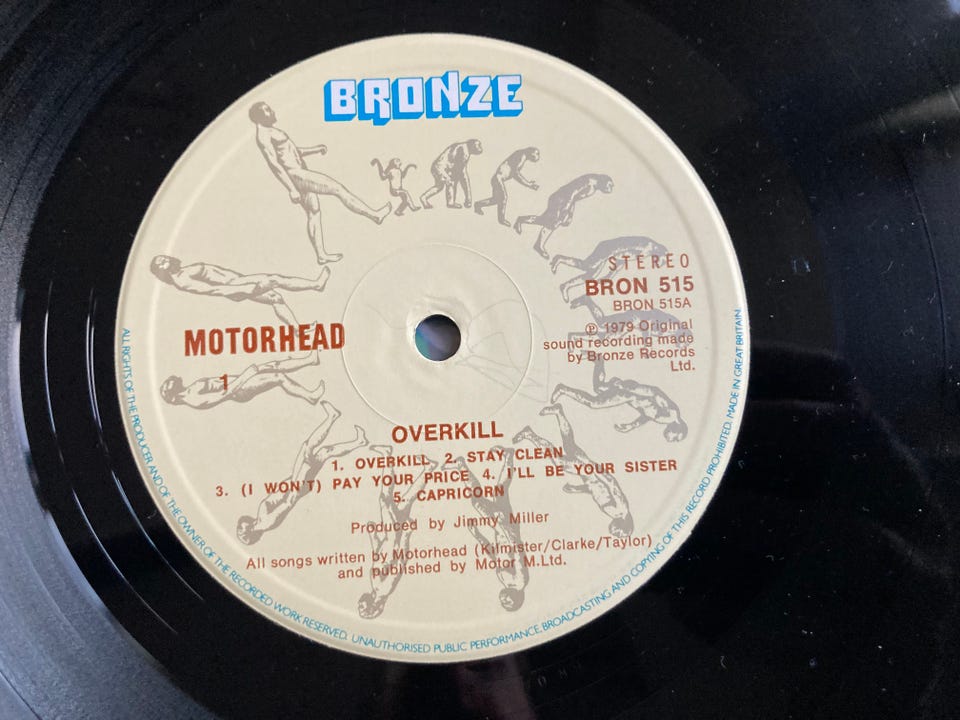 BRONZE
STEREO
BRON 515
BRON 515A
℗ 1979 Original
sound recording made
by Bronze Records
Ltd.
MOTORHEAD
1
OVERKILL
1. OVERKILL 2. STAY CLEAN
3. (I WON'T) PAY YOUR PRICE 4. I'LL BE YOUR SISTER
5. CAPRICORN
Produced by Jimmy Miller
All songs written by Motorhead (Kilmister/Clarke/Taylor)
and published by Motor M.Ltd.
ALL RIGHTS OF THE PRODUCER AND OF THE OWNER OF THE RECORDED WORK RESERVED. UNAUTHORISED PUBLIC PERFORMANCE, BROADCASTING AND COPYING OF THIS RECORD PROHIBITED. MADE IN GREAT BRITAIN